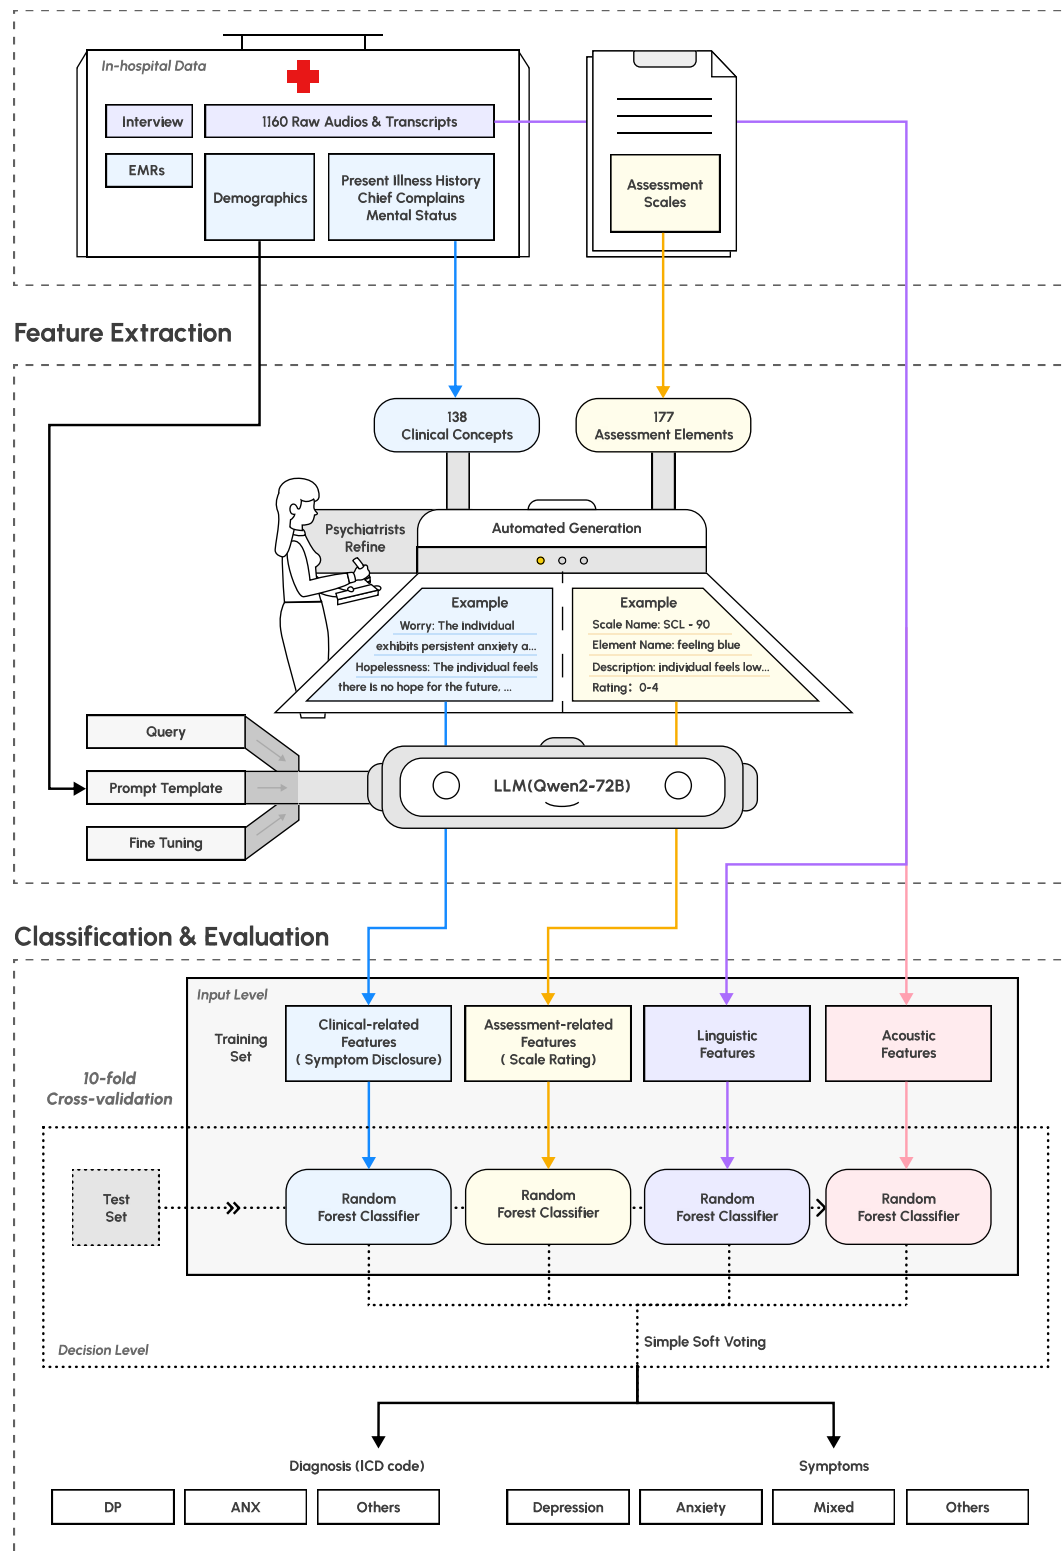 In-hospital Data
Interview
1160 Raw Audios & Transcripts
EMRs
Demographics
Present Illness History
Chief Complains
Mental Status
Assessment
Scales
Feature Extraction
138
Clinical Concepts
177
Assessment Elements
Psychiatrists
Refine
Automated Generation
Example
Worry: The individual
exhibits persistent anxiety a...
Hopelessness: The individual feels
there is no hope for the future, ...
Example
Scale Name: SCL - 90
Element Name: feeling blue
Description: individual feels low...
Rating: 0-4
Query
Prompt Template
Fine Tuning
LLM(Qwen2-72B)
Classification & Evaluation
Input Level
Training
Set
Clinical-related
Features
( Symptom Disclosure)
Assessment-related
Features
( Scale Rating)
Linguistic
Features
Acoustic
Features
10-fold
Cross-validation
Test
Set
Random
Forest Classifier
Random
Forest Classifier
Random
Forest Classifier
Random
Forest Classifier
Simple Soft Voting
Decision Level
Diagnosis (ICD code)
Symptoms
DP
ANX
Others
Depression
Anxiety
Mixed
Others